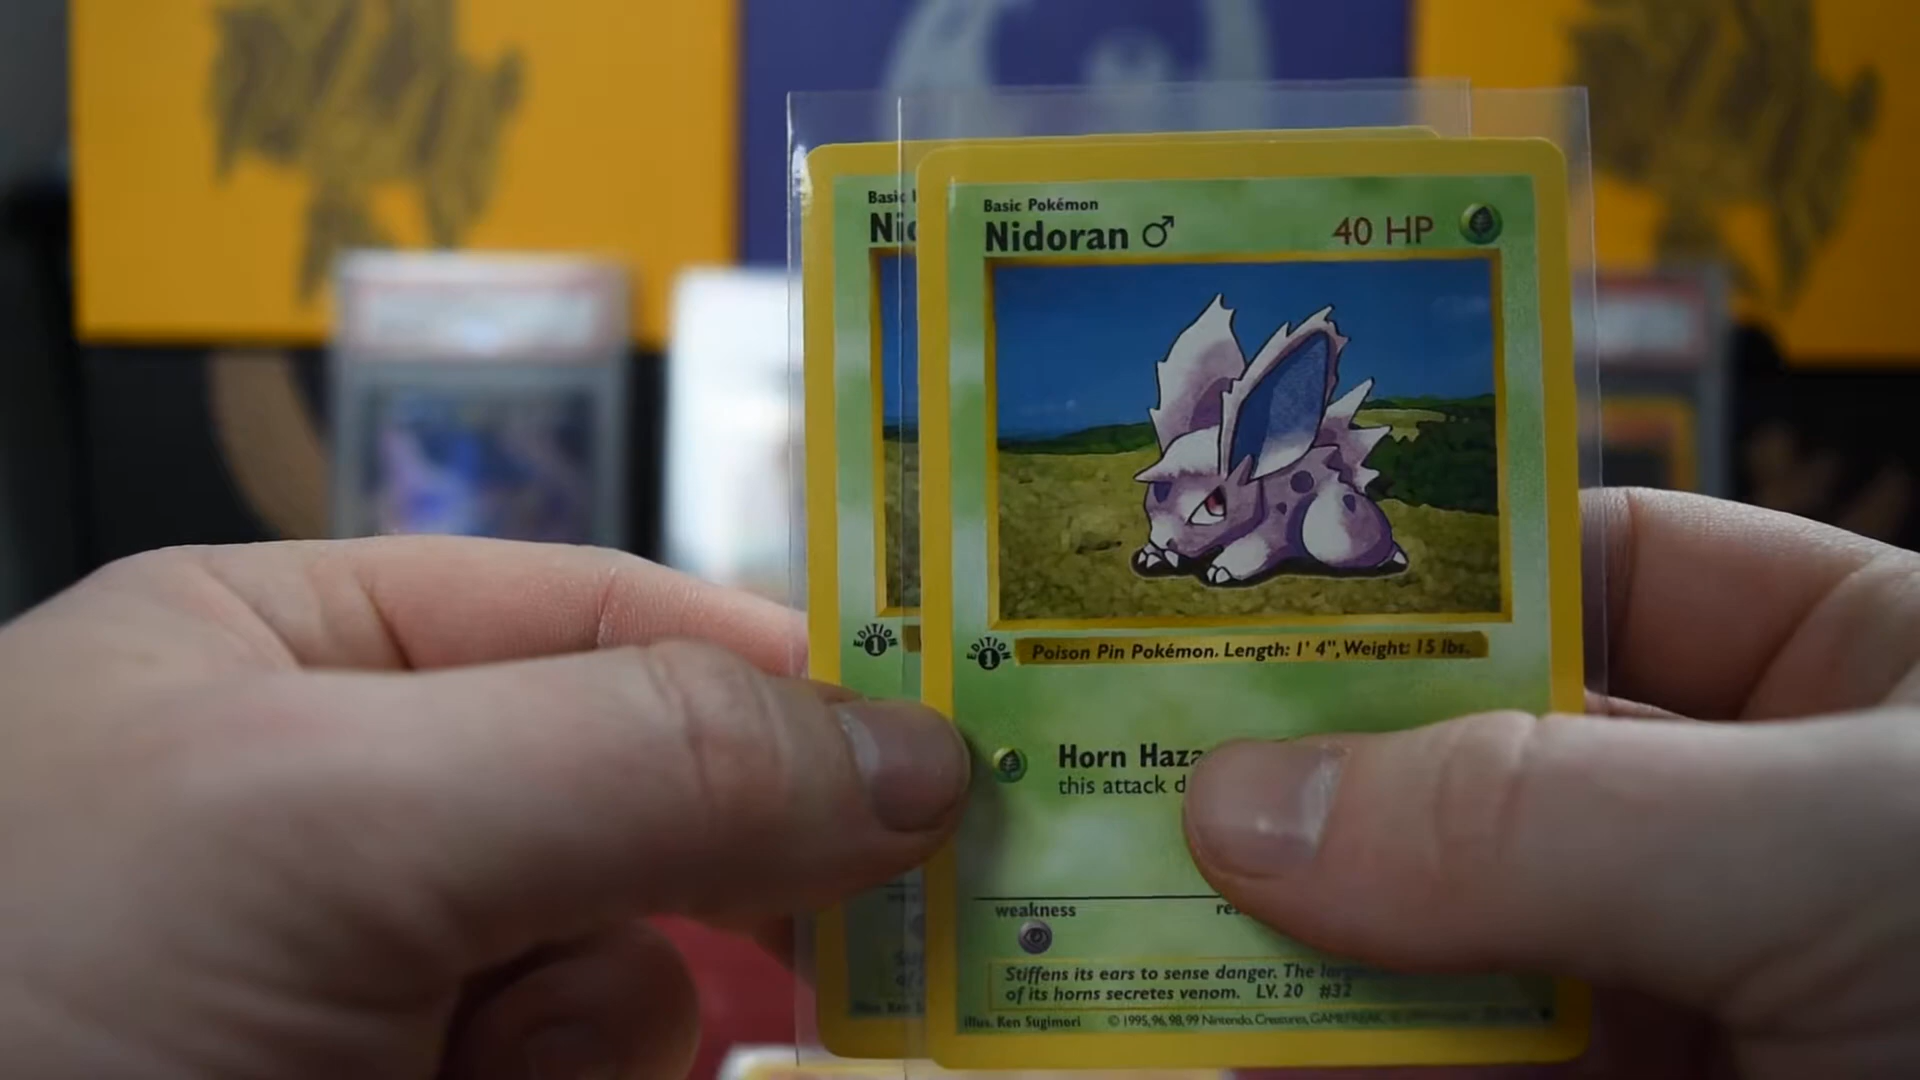 Basic
Nid
Basic Pokémon
Nidoran ♂ 40 HP
EDITION 1
EDITION 1
Poison Pin Pokémon. Length: 1' 4", Weight: 15 lbs.
Horn Haza
this attack d
weakness
res
Stiffens its ears to sense danger. The larg
of its horns secretes venom. LV. 20 #32
Illus. Ken Sugimori © 1995, 96, 98, 99 Nintendo, Creatures, GAMEFREAK.